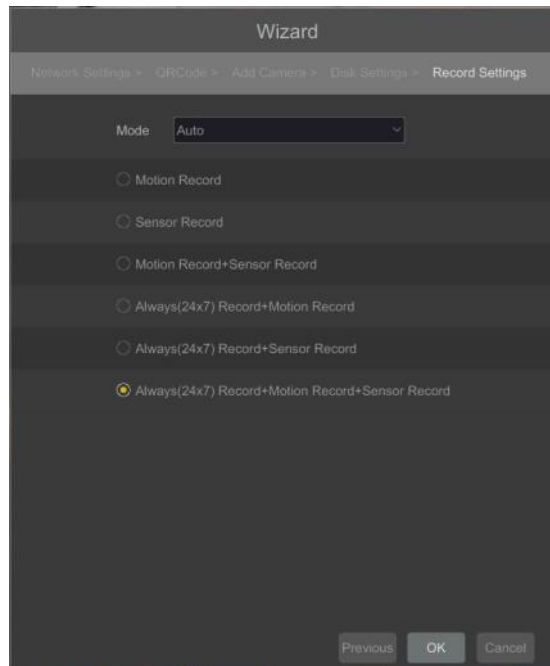 Wizard
Network Settings > QRCode > Add Camera > Disk Settings > Record Settings
Mode Auto
Motion Record
Sensor Record
Motion Record+Sensor Record
Always(24x7) Record+Motion Record
Always(24x7) Record+Sensor Record
Always(24x7) Record+Motion Record+Sensor Record
Previous OK Cancel